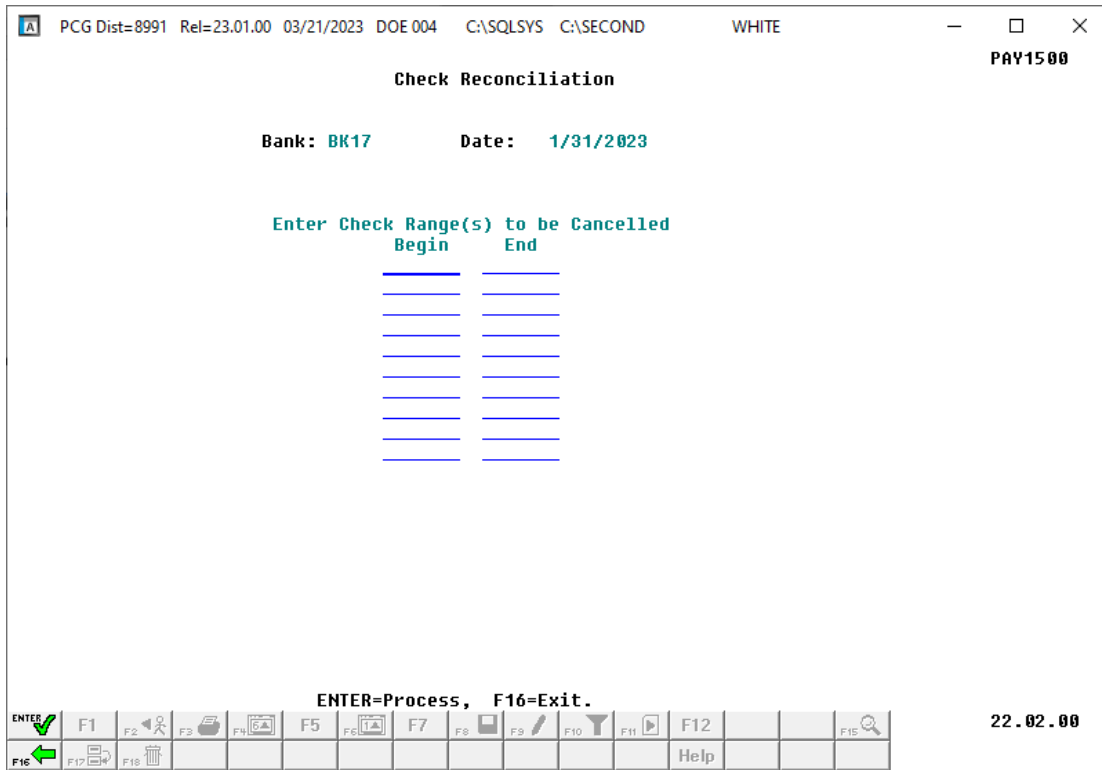 A PCG Dist=8991 Rel=23.01.00 03/21/2023 DOE 004 C:\SQLSYS C:\SECOND WHITE
PAY1500
Check Reconciliation
Bank: BK17 Date: 1/31/2023
Enter Check Range(s) to be Cancelled
Begin End
ENTER=Process, F16=Exit.
ENTER F1 F2 F3 F4 6 F5 F6 1 F7 F8 F9 F10 F11 F12 F15 22.02.00
F16 F17 F18 Help